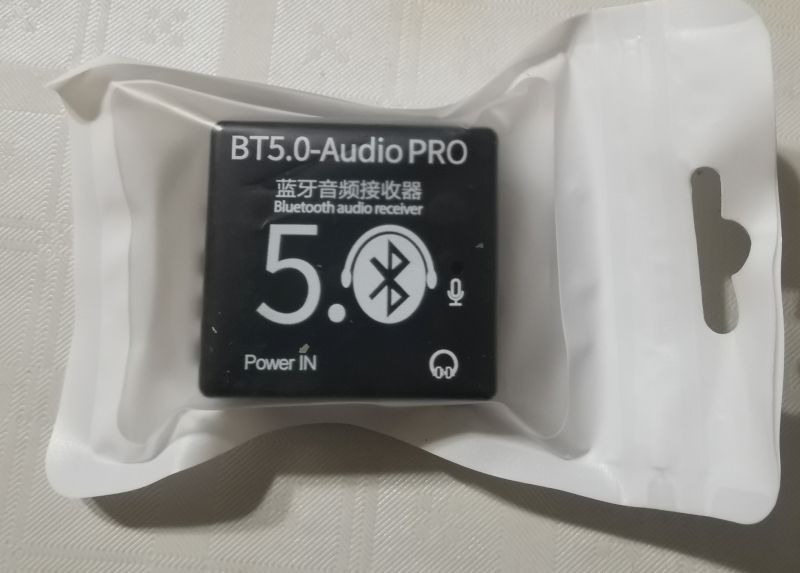 BT5.0-Audio PRO
蓝牙音频接收器
Bluetooth audio receiver
5.0
Power IN